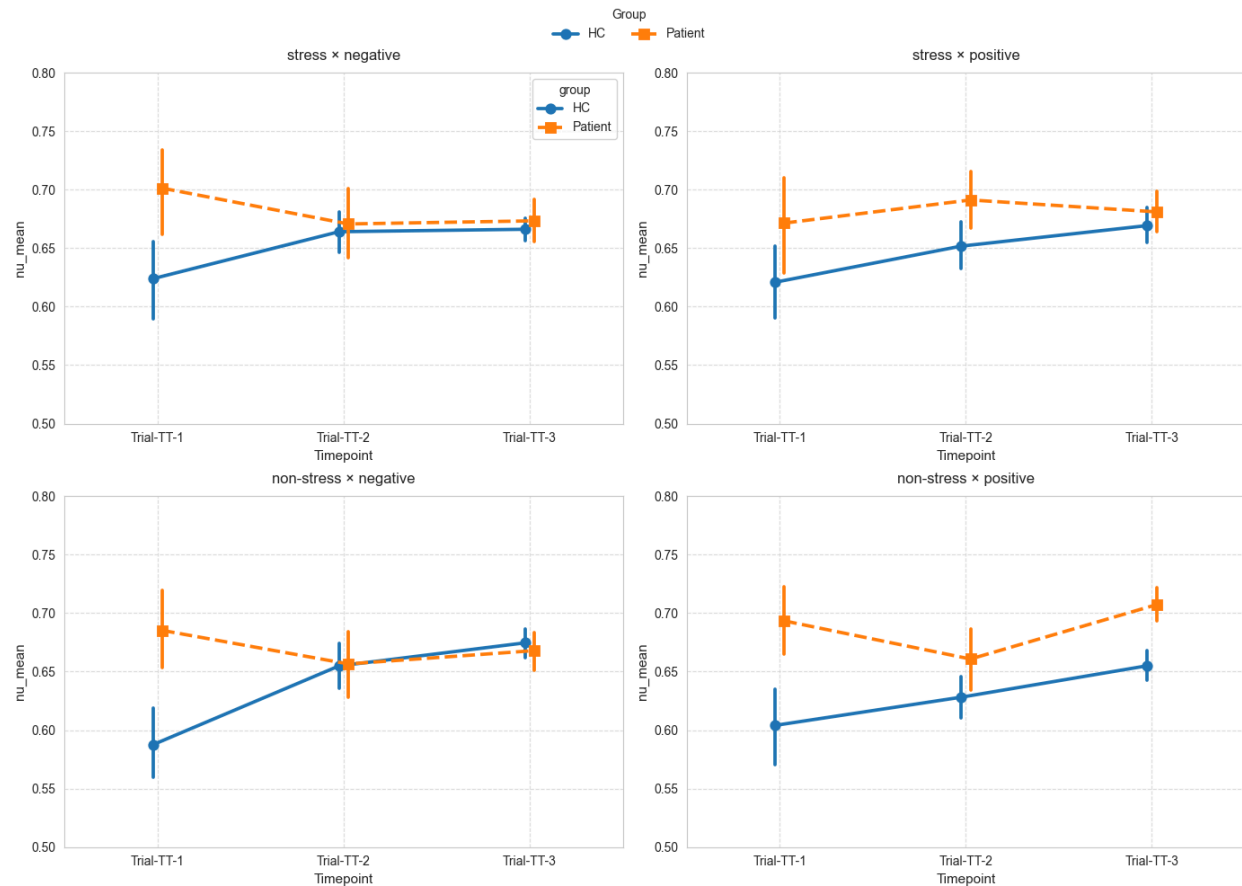 Group
HC Patient
stress × negative
stress × positive
0.80
0.75
0.70
0.65
0.60
0.55
0.50
nu_mean
group
HC
Patient
Trial-TT-1 Trial-TT-2 Trial-TT-3
Timepoint
0.80
0.75
0.70
0.65
0.60
0.55
0.50
nu_mean
Trial-TT-1 Trial-TT-2 Trial-TT-3
Timepoint
non-stress × negative
0.80
0.75
0.70
0.65
0.60
0.55
0.50
nu_mean
Trial-TT-1 Trial-TT-2 Trial-TT-3
Timepoint
non-stress × positive
0.80
0.75
0.70
0.65
0.60
0.55
0.50
nu_mean
Trial-TT-1 Trial-TT-2 Trial-TT-3
Timepoint